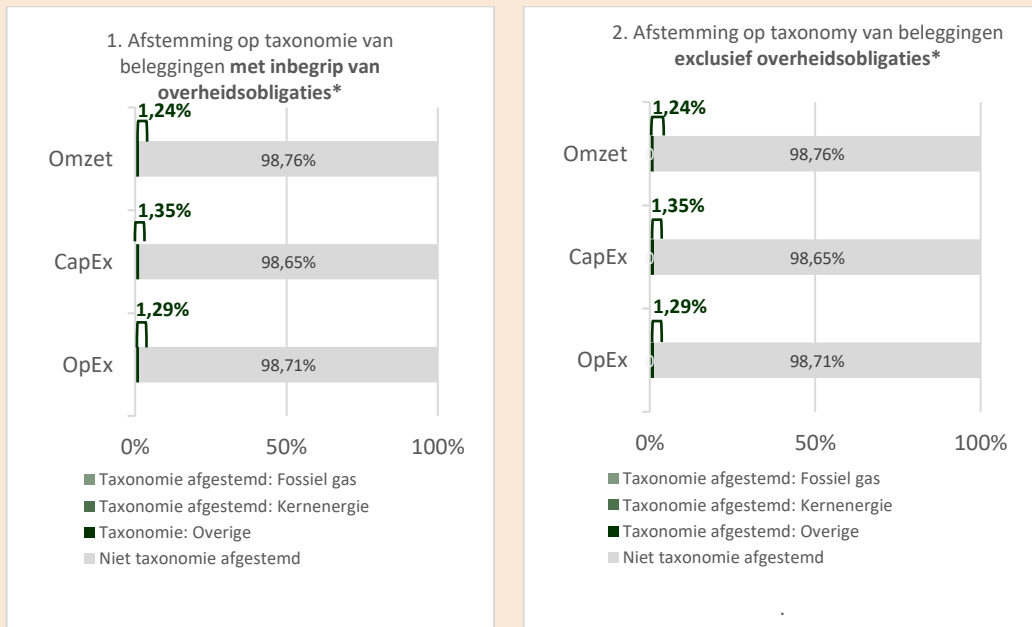 1. Afstemming op taxonomie van
beleggingen met inbegrip van
overheidsobligaties*
1,24%
Omzet
98,76%
1,35%
CapEx
98,65%
1,29%
OpEx
98,71%
0%
50%
100%
Taxonomie afgestemd: Fossiel gas
Taxonomie afgestemd: Kernenergie
Taxonomie: Overige
Niet taxonomie afgestemd
2. Afstemming op taxonomy van beleggingen
exclusief overheidsobligaties*
1,24%
Omzet
98,76%
1,35%
CapEx
98,65%
1,29%
OpEx
98,71%
0%
50%
100%
Taxonomie afgestemd: Fossiel gas
Taxonomie afgestemd: Kernenergie
Taxonomie afgestemd: Overige
Niet taxonomie afgestemd
.